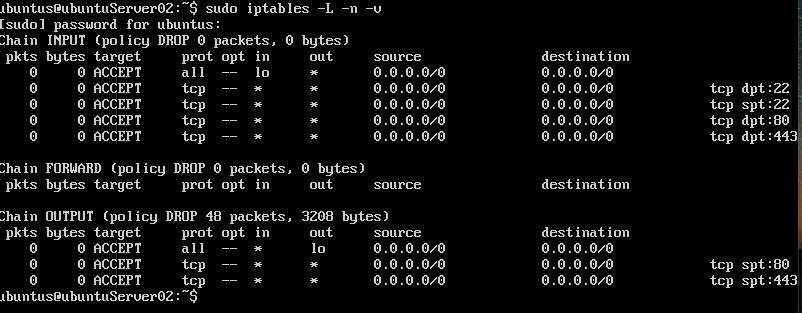 ubuntus@ubuntuServer02:~$ sudo iptables -L -n -v
[sudo] password for ubuntus:
Chain INPUT (policy DROP 0 packets, 0 bytes)
 pkts bytes target     prot opt in     out     source               destination
    0     0 ACCEPT     all  --  lo     *       0.0.0.0/0            0.0.0.0/0
    0     0 ACCEPT     tcp  --  *      *       0.0.0.0/0            0.0.0.0/0            tcp dpt:22
    0     0 ACCEPT     tcp  --  *      *       0.0.0.0/0            0.0.0.0/0            tcp spt:22
    0     0 ACCEPT     tcp  --  *      *       0.0.0.0/0            0.0.0.0/0            tcp dpt:80
    0     0 ACCEPT     tcp  --  *      *       0.0.0.0/0            0.0.0.0/0            tcp dpt:443
Chain FORWARD (policy DROP 0 packets, 0 bytes)
 pkts bytes target     prot opt in     out     source               destination
Chain OUTPUT (policy DROP 48 packets, 3208 bytes)
 pkts bytes target     prot opt in     out     source               destination
    0     0 ACCEPT     all  --  *      lo      0.0.0.0/0            0.0.0.0/0
    0     0 ACCEPT     tcp  --  *      *       0.0.0.0/0            0.0.0.0/0            tcp spt:80
    0     0 ACCEPT     tcp  --  *      *       0.0.0.0/0            0.0.0.0/0            tcp spt:443
ubuntus@ubuntuServer02:~$